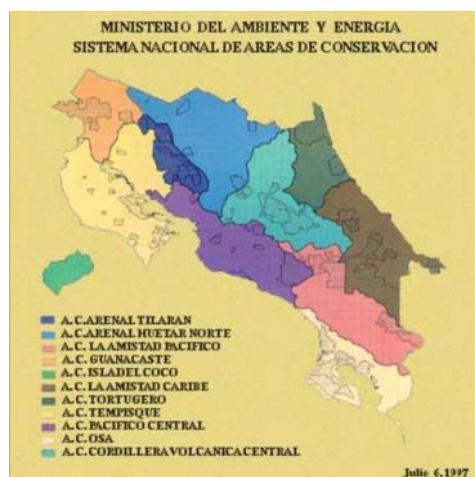 MINISTERIO DEL AMBIENTE Y ENERGIA
SISTEMA NACIONAL DE AREAS DE CONSERVACION
A.C. ARENAL TILARAN
A.C. ARENAL HUETAR NORTE
A.C. LA AMISTAD PACIFICO
A.C. GUANACASTE
A.C. ISLA DEL COCO
A.C. LA AMISTAD CARIBE
A.C. TORTUGERO
A.C. TEMPISQUE
A.C. PACIFICO CENTRAL
A.C. OSA
A.C. CORDILLERA VOLCANICA CENTRAL
Julio 6, 1997